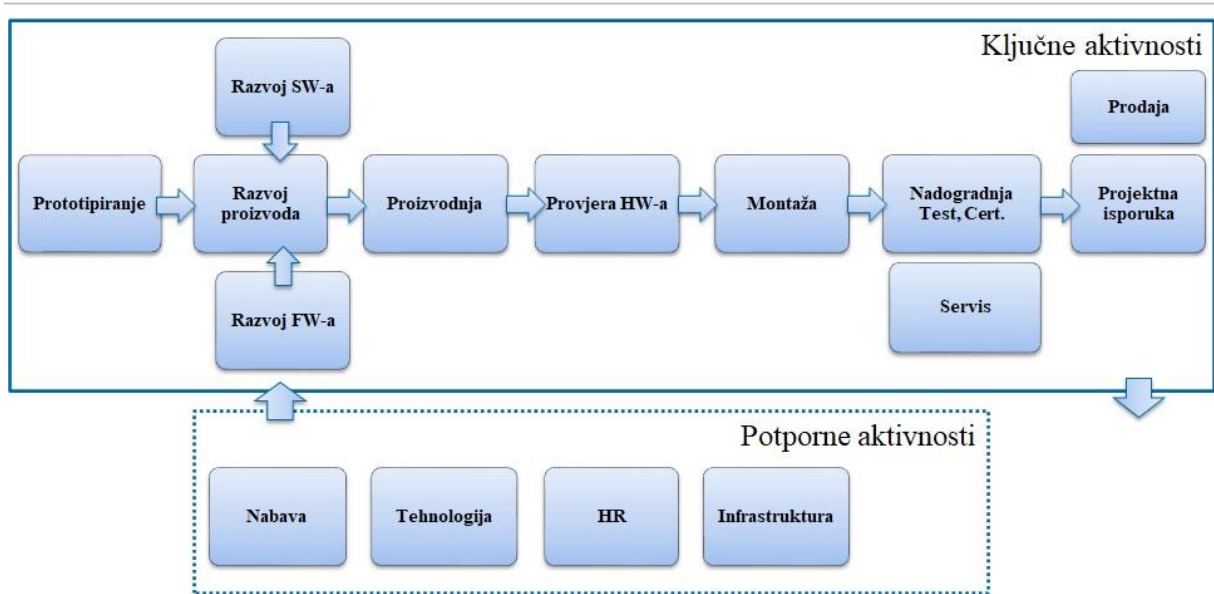 Ključne aktivnosti
Razvoj SW-a
Prodaja
Prototipiranje
Razvoj
proizvoda
Proizvodnja
Provjera HW-a
Montaža
Nadogradnja
Test, Cert.
Projektna
isporuka
Razvoj FW-a
Servis
Potporne aktivnosti
Nabava
Tehnologija
HR
Infrastruktura